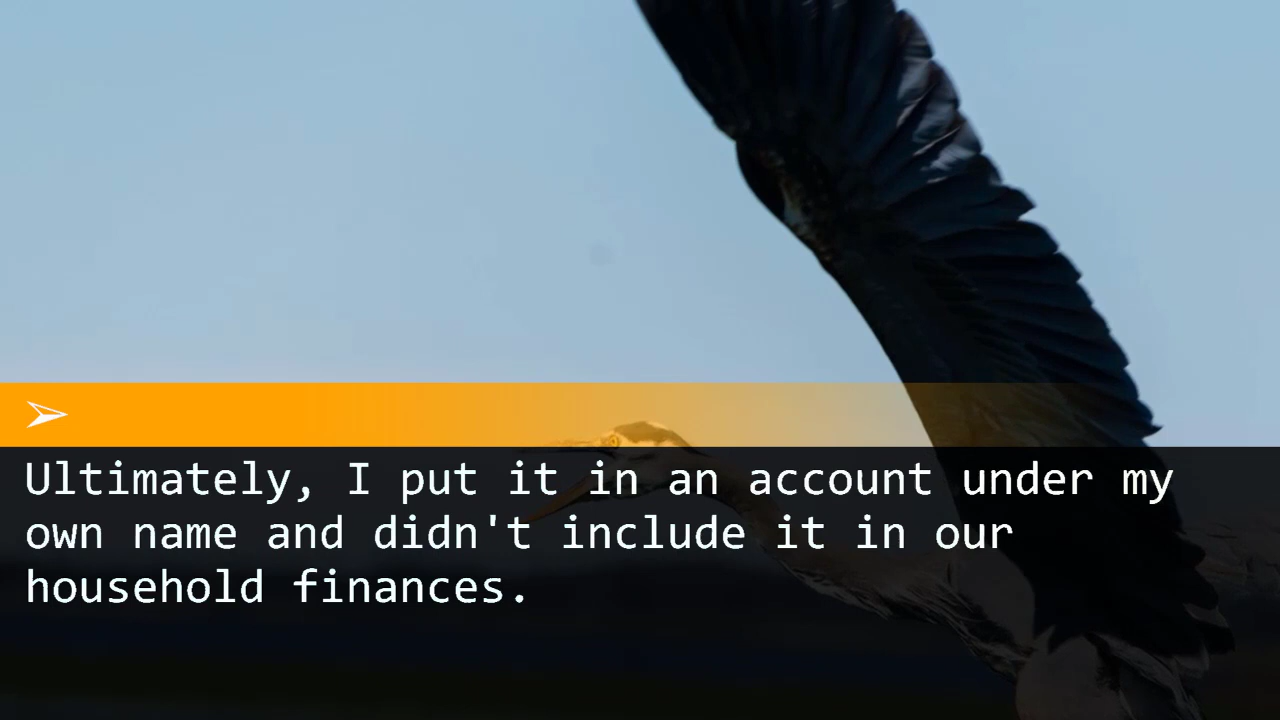 Ultimately, I put it in an account under my
own name and didn't include it in our
household finances.